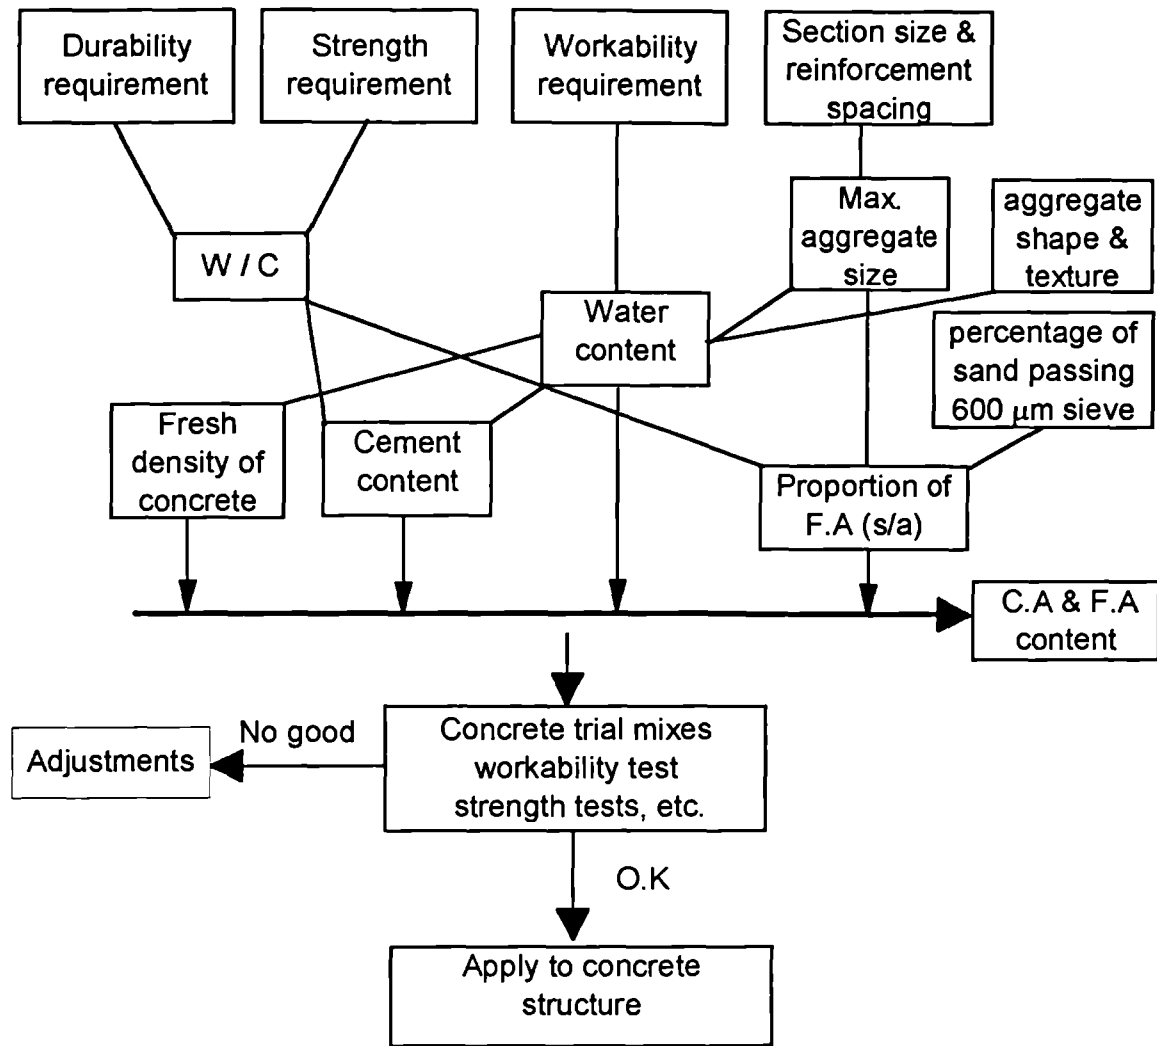 Durability
requirement
Strength
requirement
Workability
requirement
Section size &
reinforcement
spacing
Max.
aggregate
size
aggregate
shape &
texture
W / C
Water
content
percentage of
sand passing
600 μm sieve
Fresh
density of
concrete
Cement
content
Proportion of
F.A (s/a)
C.A & F.A
content
Concrete trial mixes
workability test
strength tests, etc.
No good
Adjustments
O.K
Apply to concrete
structure